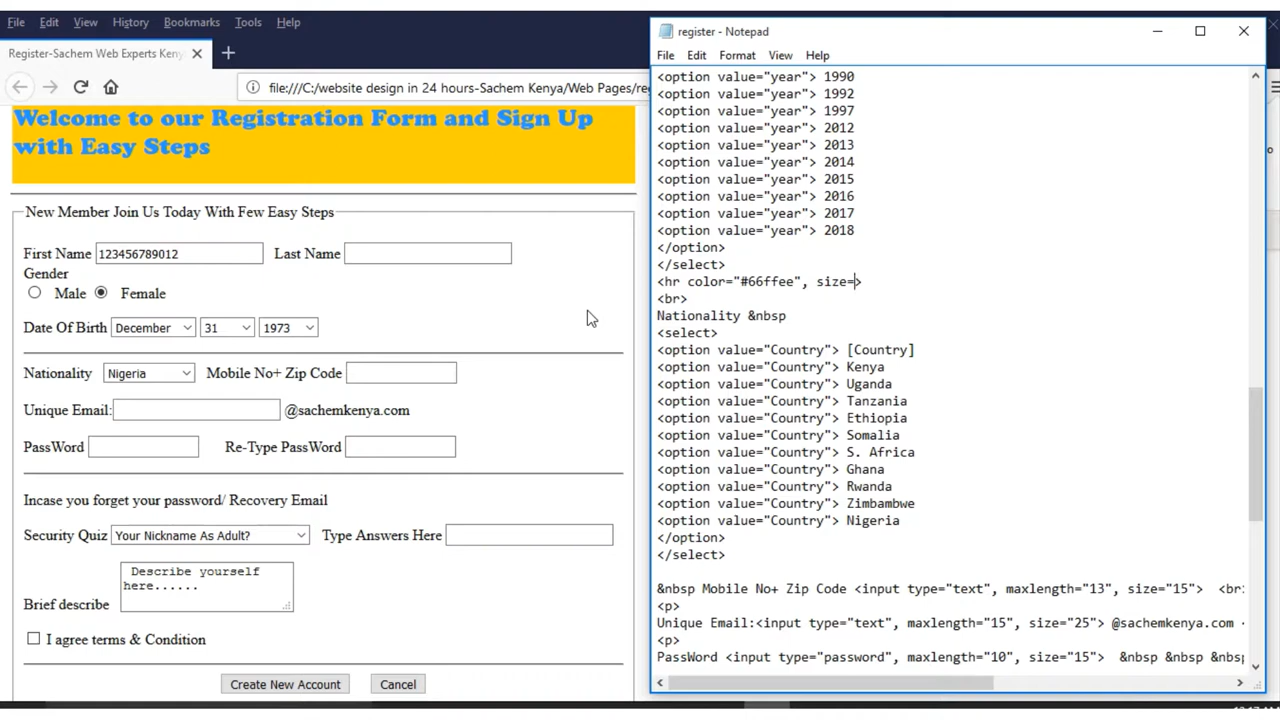 File Edit View History Bookmarks Tools Help
Register-Sachem Web Experts Keny
file:///C:/website design in 24 hours-Sachem Kenya/Web Pages/reg
Welcome to our Registration Form and Sign Up
with Easy Steps
New Member Join Us Today With Few Easy Steps
First Name 123456789012 Last Name
Gender
Male Female
Date Of Birth December 31 1973
Nationality Nigeria Mobile No+ Zip Code
Unique Email: @sachemkenya.com
PassWord Re-Type PassWord
Incase you forget your password/ Recovery Email
Security Quiz Your Nickname As Adult? Type Answers Here
Describe yourself
here......
Brief describe
I agree terms & Condition
Create New Account Cancel
register - Notepad
File Edit Format View Help
<option value="year"> 1990
<option value="year"> 1992
<option value="year"> 1997
<option value="year"> 2012
<option value="year"> 2013
<option value="year"> 2014
<option value="year"> 2015
<option value="year"> 2016
<option value="year"> 2017
<option value="year"> 2018
</option>
</select>
<hr color="#66ffee", size=>
<br>
Nationality &nbsp
<select>
<option value="Country"> [Country]
<option value="Country"> Kenya
<option value="Country"> Uganda
<option value="Country"> Tanzania
<option value="Country"> Ethiopia
<option value="Country"> Somalia
<option value="Country"> S. Africa
<option value="Country"> Ghana
<option value="Country"> Rwanda
<option value="Country"> Zimbambwe
<option value="Country"> Nigeria
</option>
</select>
&nbsp Mobile No+ Zip Code <input type="text", maxlength="13", size="15"> <br>
<p>
Unique Email:<input type="text", maxlength="15", size="25"> @sachemkenya.com
<p>
PassWord <input type="password", maxlength="10", size="15"> &nbsp &nbsp &nbsp